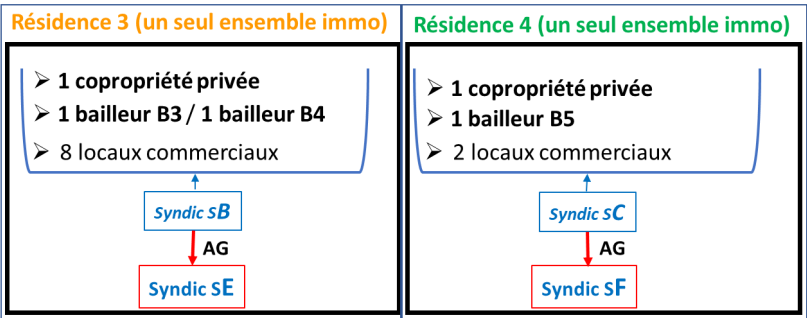 Résidence 3 (un seul ensemble immo)
➤ 1 copropriété privée
➤ 1 bailleur B3 / 1 bailleur B4
➤ 8 locaux commerciaux
Syndic sB
AG
Syndic sE
Résidence 4 (un seul ensemble immo)
➤ 1 copropriété privée
➤ 1 bailleur B5
➤ 2 locaux commerciaux
Syndic sC
AG
Syndic sF